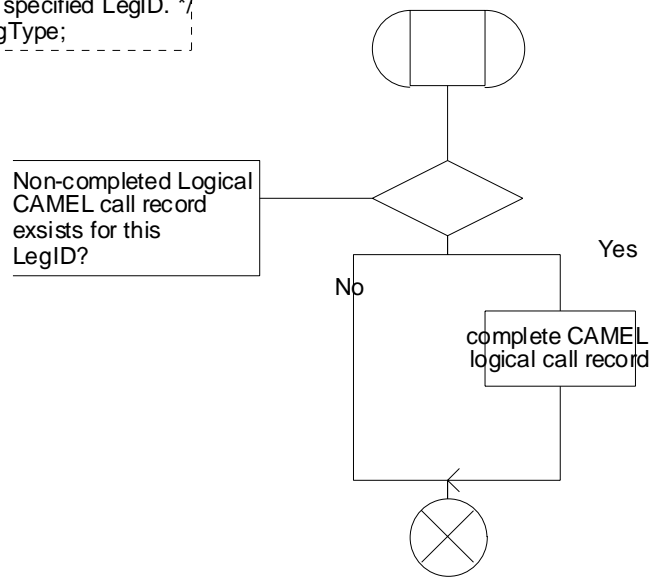 specified LegID. */
gType;
Non-completed Logical
CAMEL call record
exsists for this
LegID?
Yes
No
complete CAMEL
logical call record